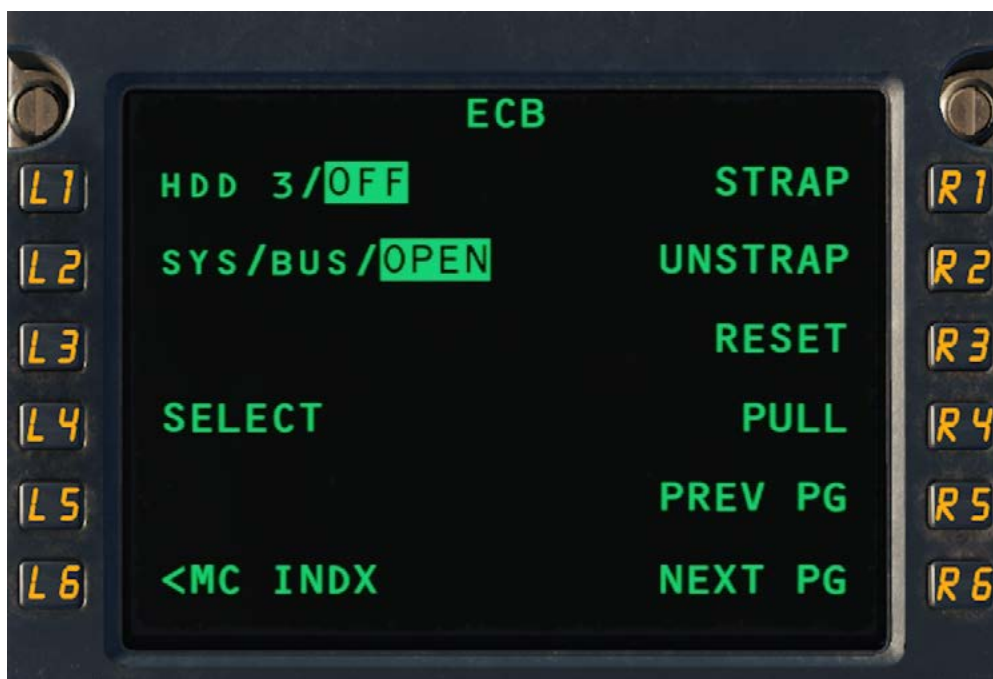 ECB
L1 HDD 3/OFF STRAP R1
L2 SYS/BUS/OPEN UNSTRAP R2
L3 RESET R3
L4 SELECT PULL R4
L5 PREV PG R5
L6 <MC INDX NEXT PG R6